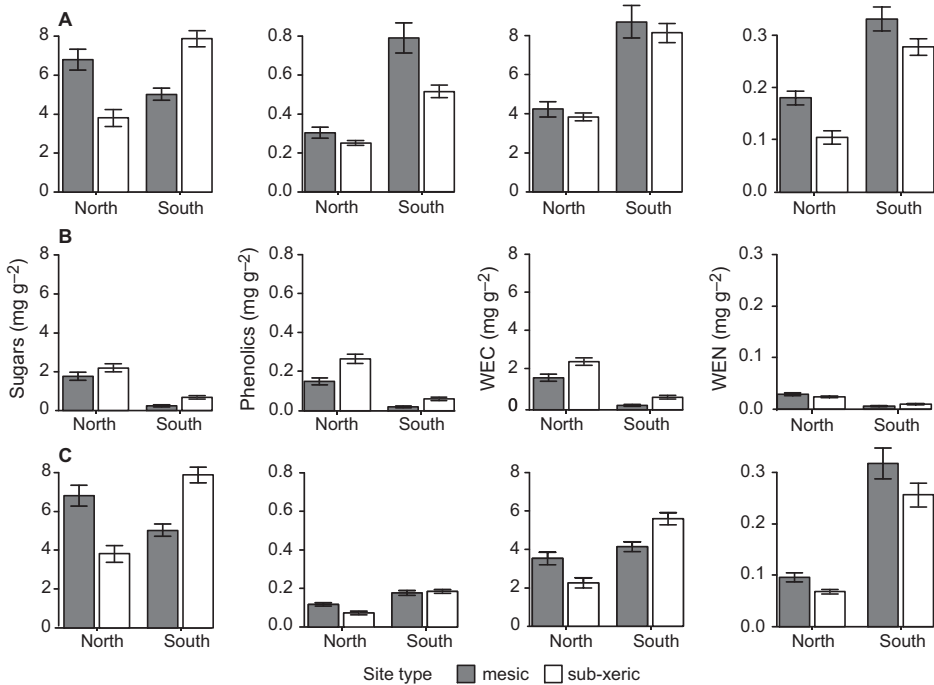 A
8
6
4
2
0
North South
0.8
0.6
0.4
0.2
0.0
North South
8
6
4
2
0
North South
0.3
0.2
0.1
0.0
North South
B
Sugars (mg g–2)
8
6
4
2
0
North South
Phenolics (mg g–2)
0.8
0.6
0.4
0.2
0.0
North South
WEC (mg g–2)
8
6
4
2
0
North South
WEN (mg g–2)
0.3
0.2
0.1
0.0
North South
C
8
6
4
2
0
North South
0.8
0.6
0.4
0.2
0.0
North South
8
6
4
2
0
North South
0.3
0.2
0.1
0.0
North South
Site type mesic sub-xeric